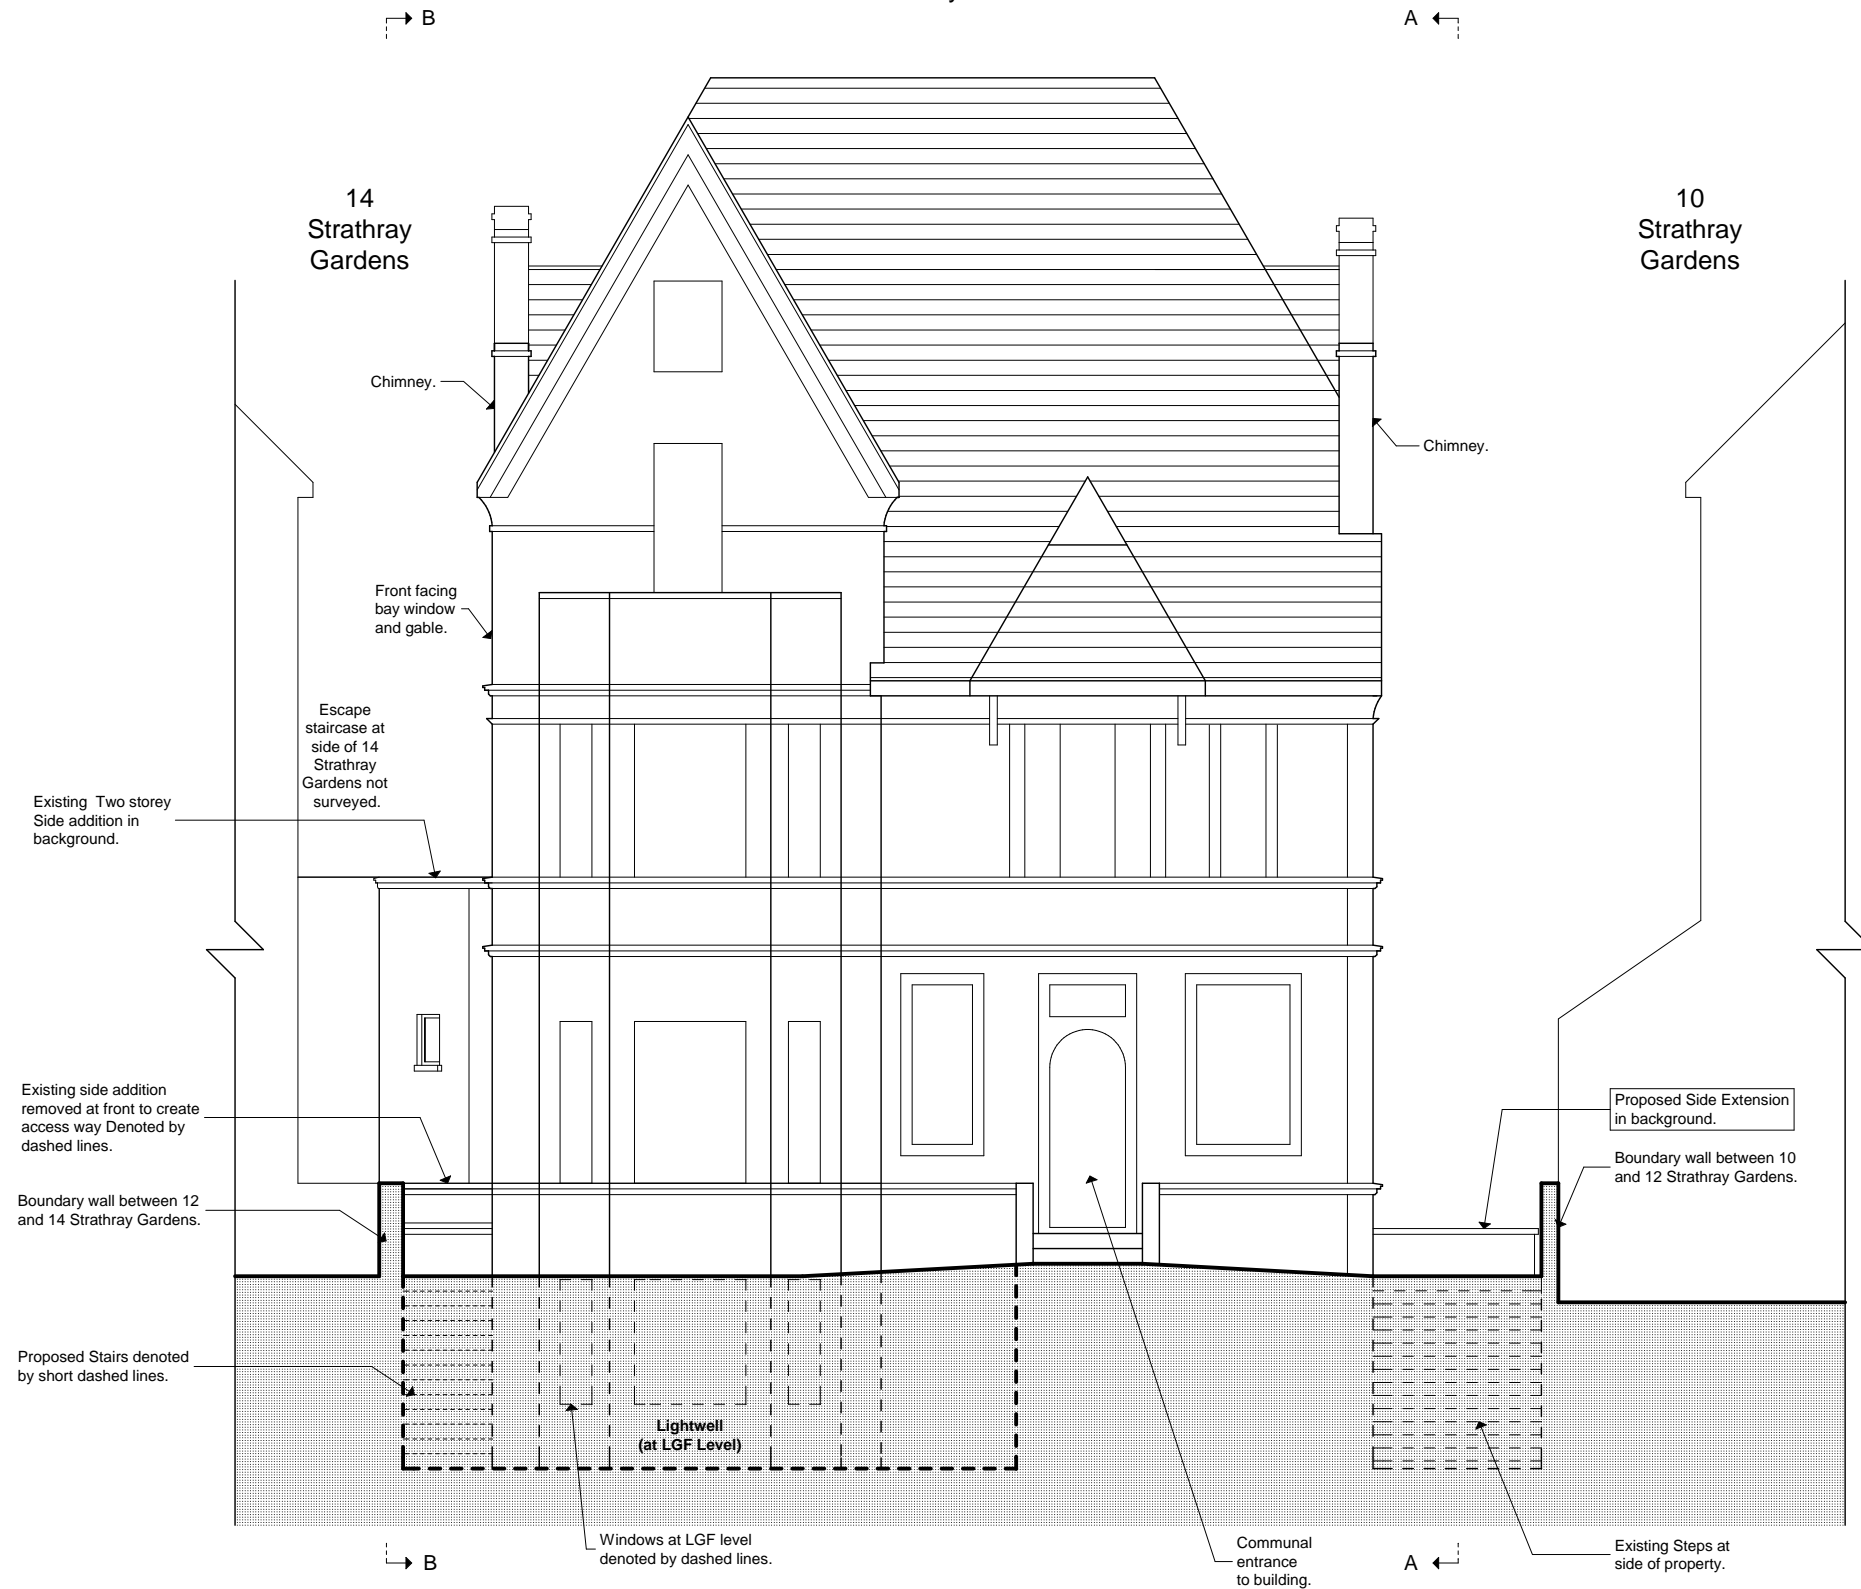 B
A
14
Strathray
Gardens
10
Strathray
Gardens
Chimney.
Chimney.
Front facing
bay window
and gable.
Escape
staircase at
side of 14
Strathray
Gardens not
surveyed.
Existing Two storey
Side addition in
background.
Existing side addition
removed at front to create
access way Denoted by
dashed lines.
Proposed Side Extension
in background.
Boundary wall between 10
and 12 Strathray Gardens.
Boundary wall between 12
and 14 Strathray Gardens.
Proposed Stairs denoted
by short dashed lines.
Lightwell
(at LGF Level)
Windows at LGF level
denoted by dashed lines.
Communal
entrance
to building.
Existing Steps at
side of property.
B
A